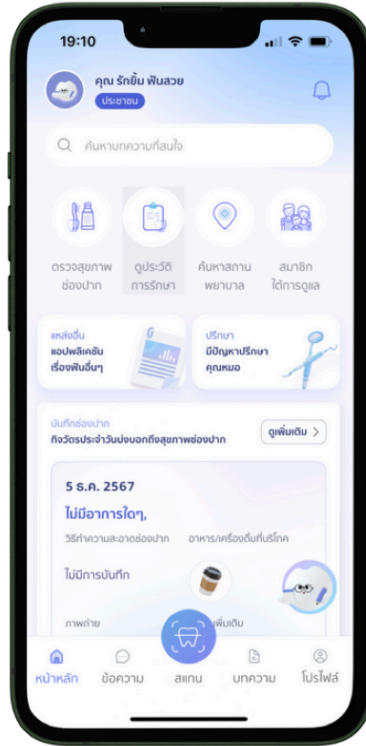 19:10
คุณ รักยิ้ม ฟันสวย
ประชาชน
ค้นหาบทความที่สนใจ
ตรวจสุขภาพ
ช่องปาก
ดูประวัติ
การรักษา
ค้นหาสถาน
พยาบาล
สมาชิก
ใต้การดูแล
แหล่งอื่น
แอปพลิเคชัน
เรื่องฟันอื่นๆ
ปรึกษา
มีปัญหาปรึกษา
คุณหมอ
บันทึกช่องปาก
กิจวัตรประจำวันบ่งบอกถึงสุขภาพช่องปาก
ดูเพิ่มเติม >
5 ธ.ค. 2567
ไม่มีอาการใดๆ,
วิธีทำความสะอาดช่องปาก
อาหาร/เครื่องดื่มที่บริโภค
ไม่มีการบันทึก
ภาพถ่าย
เพิ่มเติม
หน้าหลัก
ข้อความ
สแกน
บทความ
โปรไฟล์